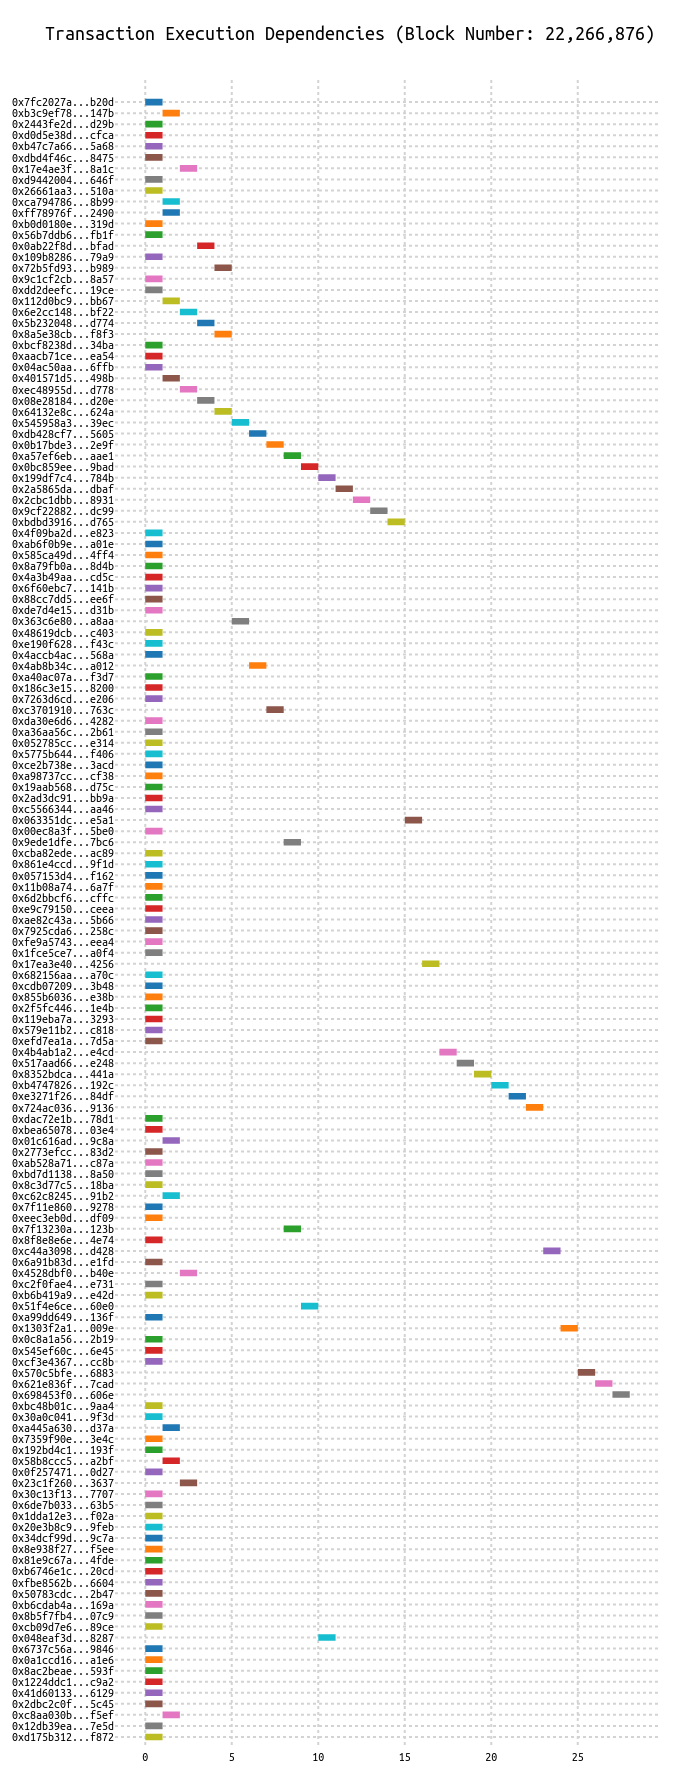 Transaction Execution Dependencies (Block Number: 22,266,876)
0x7fc2027a...b20d
0xb3c9ef78...147b
0x2443fe2d...d29b
0xd0d5e38d...cfca
0xb47c7a66...5a68
0xdbd4f46c...8475
0x17e4ae3f...8a1c
0xd9442004...646f
0x26661aa3...510a
0xca794786...8b99
0xff78976f...2490
0xb0d0180e...319d
0x56b7ddb6...fb1f
0x0ab22f8d...bfad
0x109b8286...79a9
0x72b5fd93...b989
0x9c1cf2cb...8a57
0xdd2deefc...19ce
0x112d0bc9...bb67
0x6e2cc148...bf22
0x5b232048...d774
0x8a5e38cb...f8f3
0xbcf8238d...34ba
0xaacb71ce...ea54
0x04ac50aa...6ffb
0x401571d5...498b
0xec48955d...d778
0x08e28184...d20e
0x64132e8c...624a
0x545958a3...39ec
0xdb428cf7...5605
0x0b17bde3...2e9f
0xa57ef6eb...aae1
0x0bc859ee...9bad
0x199df7c4...784b
0x2a5865da...dbaf
0x2cbc1dbb...8931
0x9cf22882...dc99
0xbdbd3916...d765
0x4f09ba2d...e823
0xab6f0b9e...a01e
0x585ca49d...4ff4
0x8a79fb0a...8d4b
0x4a3b49aa...cd5c
0x6f60ebc7...141b
0x88cc7dd5...ee6f
0xde7d4e15...d31b
0x363c6e80...a8aa
0x48619dcb...c403
0xe190f628...f43c
0x4accb4ac...568a
0x4ab8b34c...a012
0xa40ac07a...f3d7
0x186c3e15...8200
0x7263d6cd...e206
0xc3701910...763c
0xda30e6d6...4282
0xa36aa56c...2b61
0x052785cc...e314
0x5775b644...f406
0xce2b738e...3acd
0xa98737cc...cf38
0x19aab568...d75c
0x2ad3dc91...bb9a
0xc5566344...aa46
0x063351dc...e5a1
0x00ec8a3f...5be0
0x9ede1dfe...7bc6
0xcba82ede...ac89
0x861e4ccd...9f1d
0x057153d4...f162
0x11b08a74...6a7f
0x6d2bbcf6...cffc
0xe9c79150...ceea
0xae82c43a...5b66
0x7925cda6...258c
0xfe9a5743...eea4
0x1fce5ce7...a0f4
0x17ea3e40...4256
0x682156aa...a70c
0xcdb07209...3b48
0x855b6036...e38b
0x2f5fc446...1e4b
0x119eba7a...3293
0x579e11b2...c818
0xefd7ea1a...7d5a
0x4b4ab1a2...e4cd
0x517aad66...e248
0x8352bdca...441a
0xb4747826...192c
0xe3271f26...84df
0x724ac036...9136
0xdac72e1b...78d1
0xbea65078...03e4
0x01c616ad...9c8a
0x2773efcc...83d2
0xab528a71...c87a
0xbd7d1138...8a50
0x8c3d77c5...18ba
0xc62c8245...91b2
0x7f11e860...9278
0xeec3eb0d...df09
0x7f13230a...123b
0x8f8e8e6e...4e74
0xc44a3098...d428
0x6a91b83d...e1fd
0x4528dbf0...b40e
0xc2f0fae4...e731
0xb6b419a9...e42d
0x51f4e6ce...60e0
0xa99dd649...136f
0x1303f2a1...009e
0x0c8a1a56...2b19
0x545ef60c...6e45
0xcf3e4367...cc8b
0x570c5bfe...6883
0x621e836f...7cad
0x698453f0...606e
0xbc48b01c...9aa4
0x30a0c041...9f3d
0xa445a630...d37a
0x7359f90e...3e4c
0x192bd4c1...193f
0x58b8ccc5...a2bf
0x0f257471...0d27
0x23c1f260...3637
0x30c13f13...7707
0x6de7b033...63b5
0x1dda12e3...f02a
0x20e3b8c9...9feb
0x34dcf99d...9c7a
0x8e938f27...f5ee
0x81e9c67a...4fde
0xb6746e1c...20cd
0xfbe8562b...6604
0x50783cdc...2b47
0xb6cdab4a...169a
0x8b5f7fb4...07c9
0xcb09d7e6...89ce
0x048eaf3d...8287
0x6737c56a...9846
0x0a1ccd16...a1e6
0x8ac2beae...593f
0x1224ddc1...c9a2
0x41d60133...6129
0x2dbc2c0f...5c45
0xc8aa030b...f5ef
0x12db39ea...7e5d
0xd175b312...f872
0 5 10 15 20 25